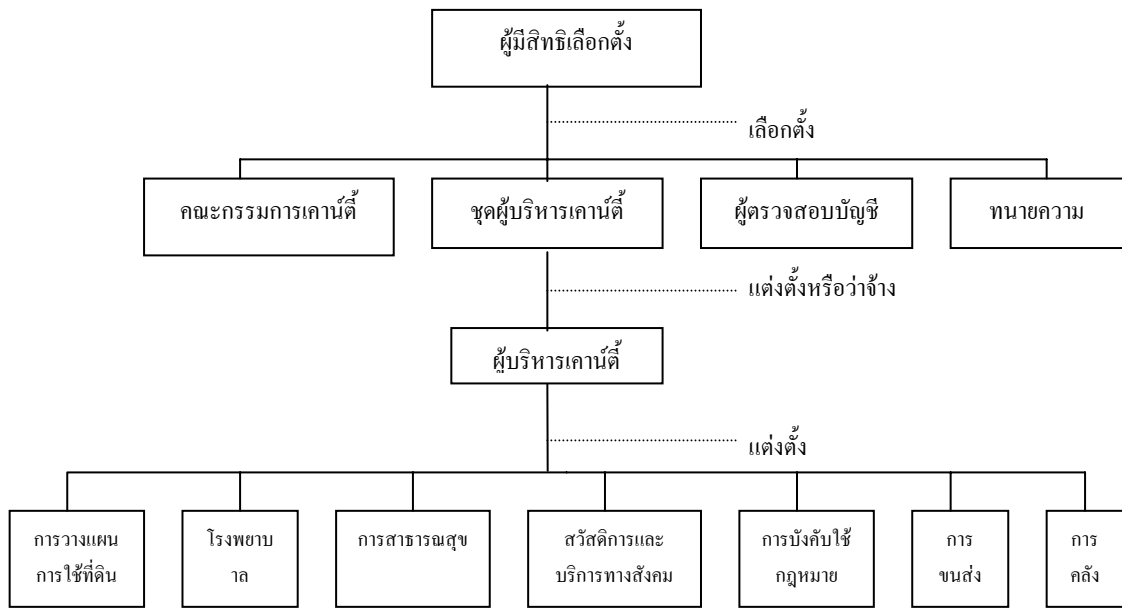 ผู้มีสิทธิเลือกตั้ง
เลือกตั้ง
คณะกรรมการเคาน์ตี้
ชุดผู้บริหารเคาน์ตี้
ผู้ตรวจสอบบัญชี
ทนายความ
แต่งตั้งหรือว่าจ้าง
ผู้บริหารเคาน์ตี้
แต่งตั้ง
การวางแผน
การใช้ที่ดิน
โรงพยาบ
าล
การสาธารณสุข
สวัสดิการและ
บริการทางสังคม
การบังคับใช้
กฎหมาย
การ
ขนส่ง
การ
คลัง